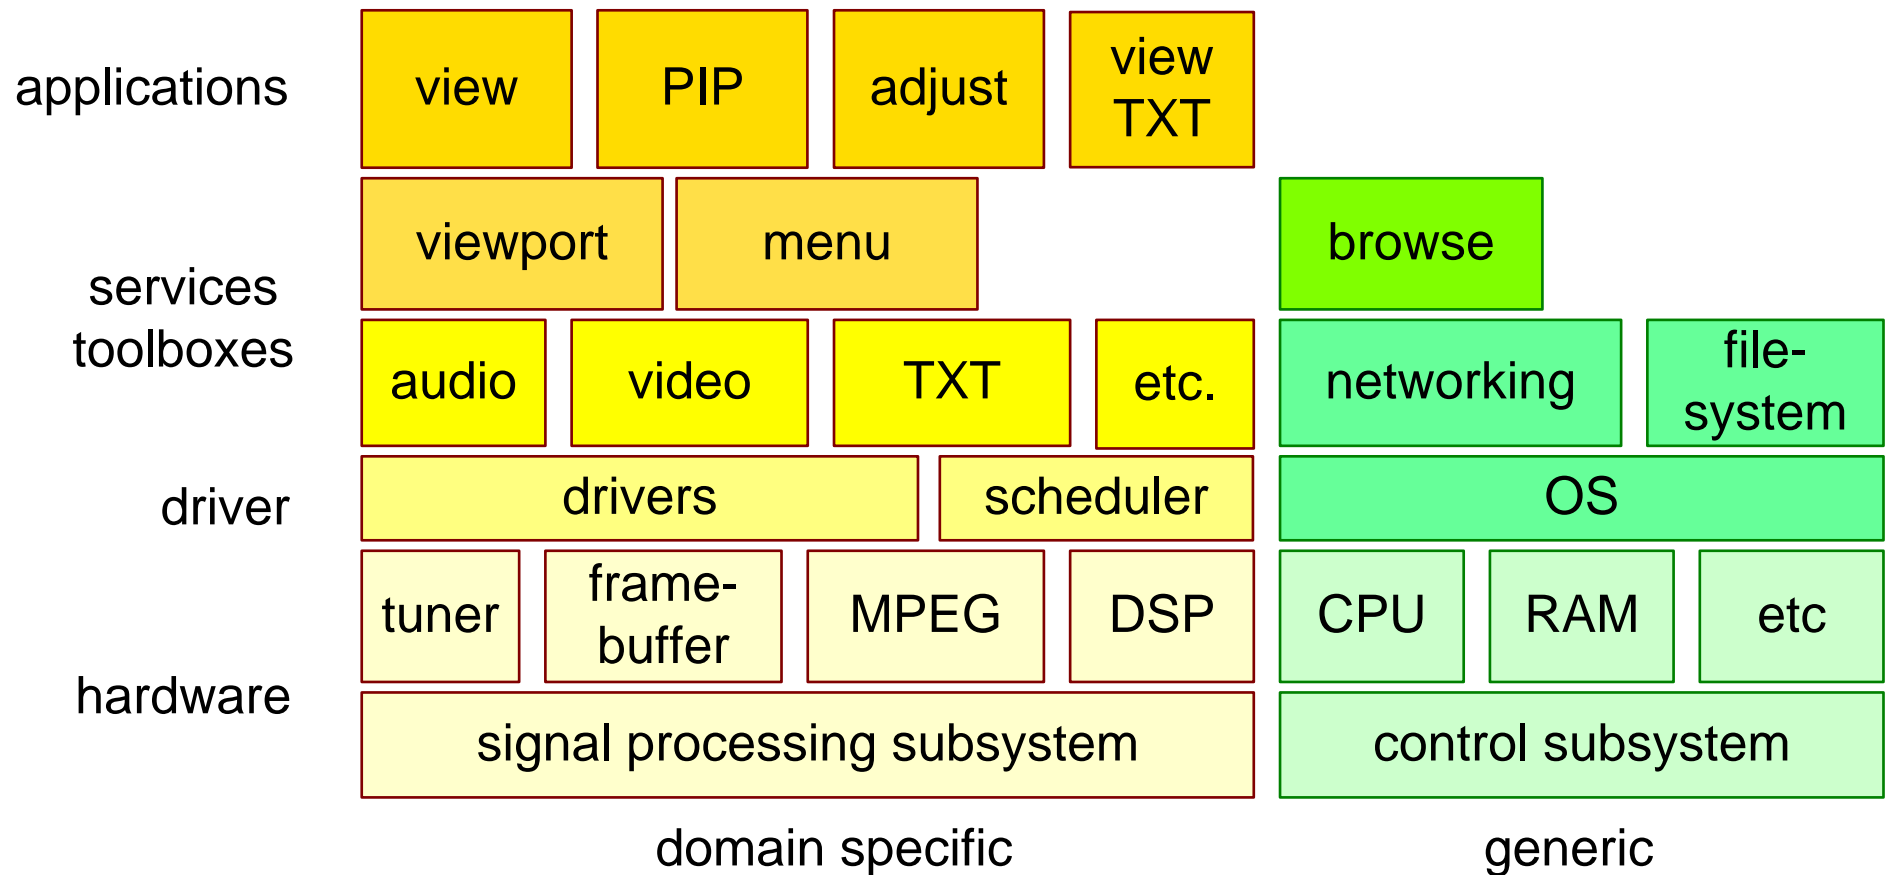 applications
view
PIP
adjust
view
TXT
services
toolboxes
viewport
menu
browse
audio
video
TXT
etc.
networking
file-
system
driver
drivers
scheduler
OS
hardware
tuner
frame-
buffer
MPEG
DSP
CPU
RAM
etc
signal processing subsystem
control subsystem
domain specific
generic